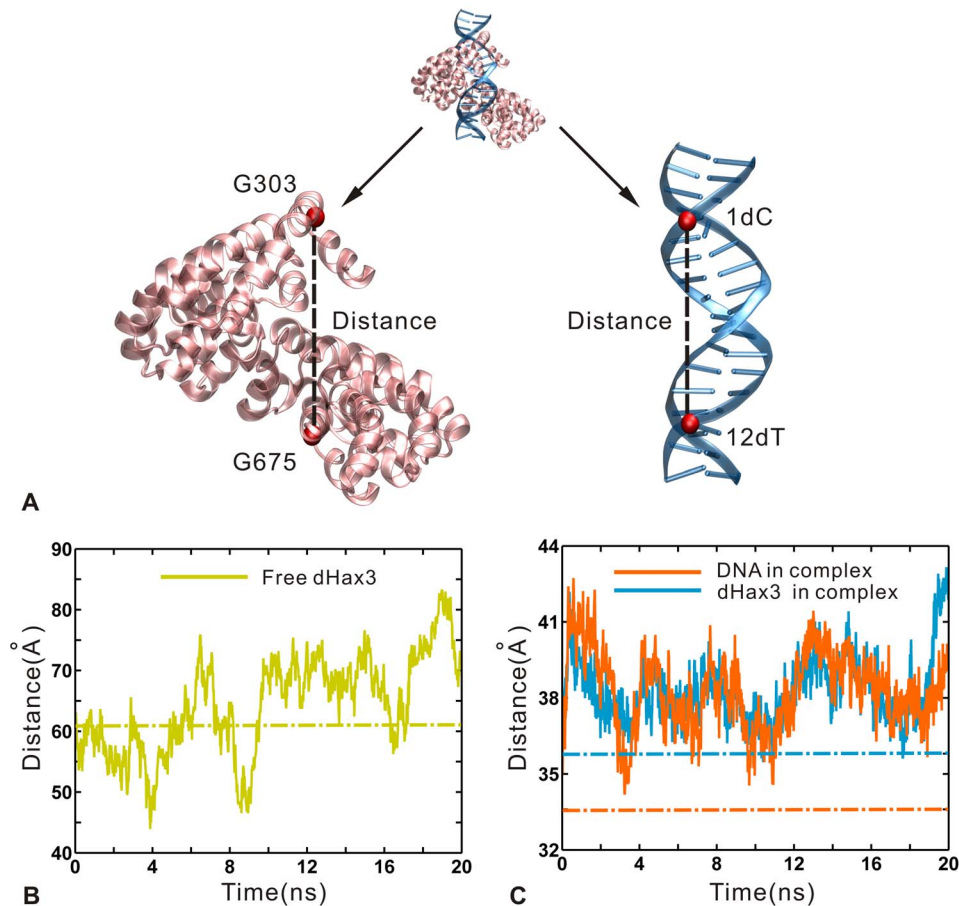 G303
1dC
Distance
Distance
G675
12dT
A
90
80
70
60
50
40
Distance(Å)
Free dHax3
0
4
8
12
16
20
Time(ns)
B
44
41
38
35
32
Distance(Å)
DNA in complex
dHax3 in complex
0
4
8
12
16
20
Time(ns)
C